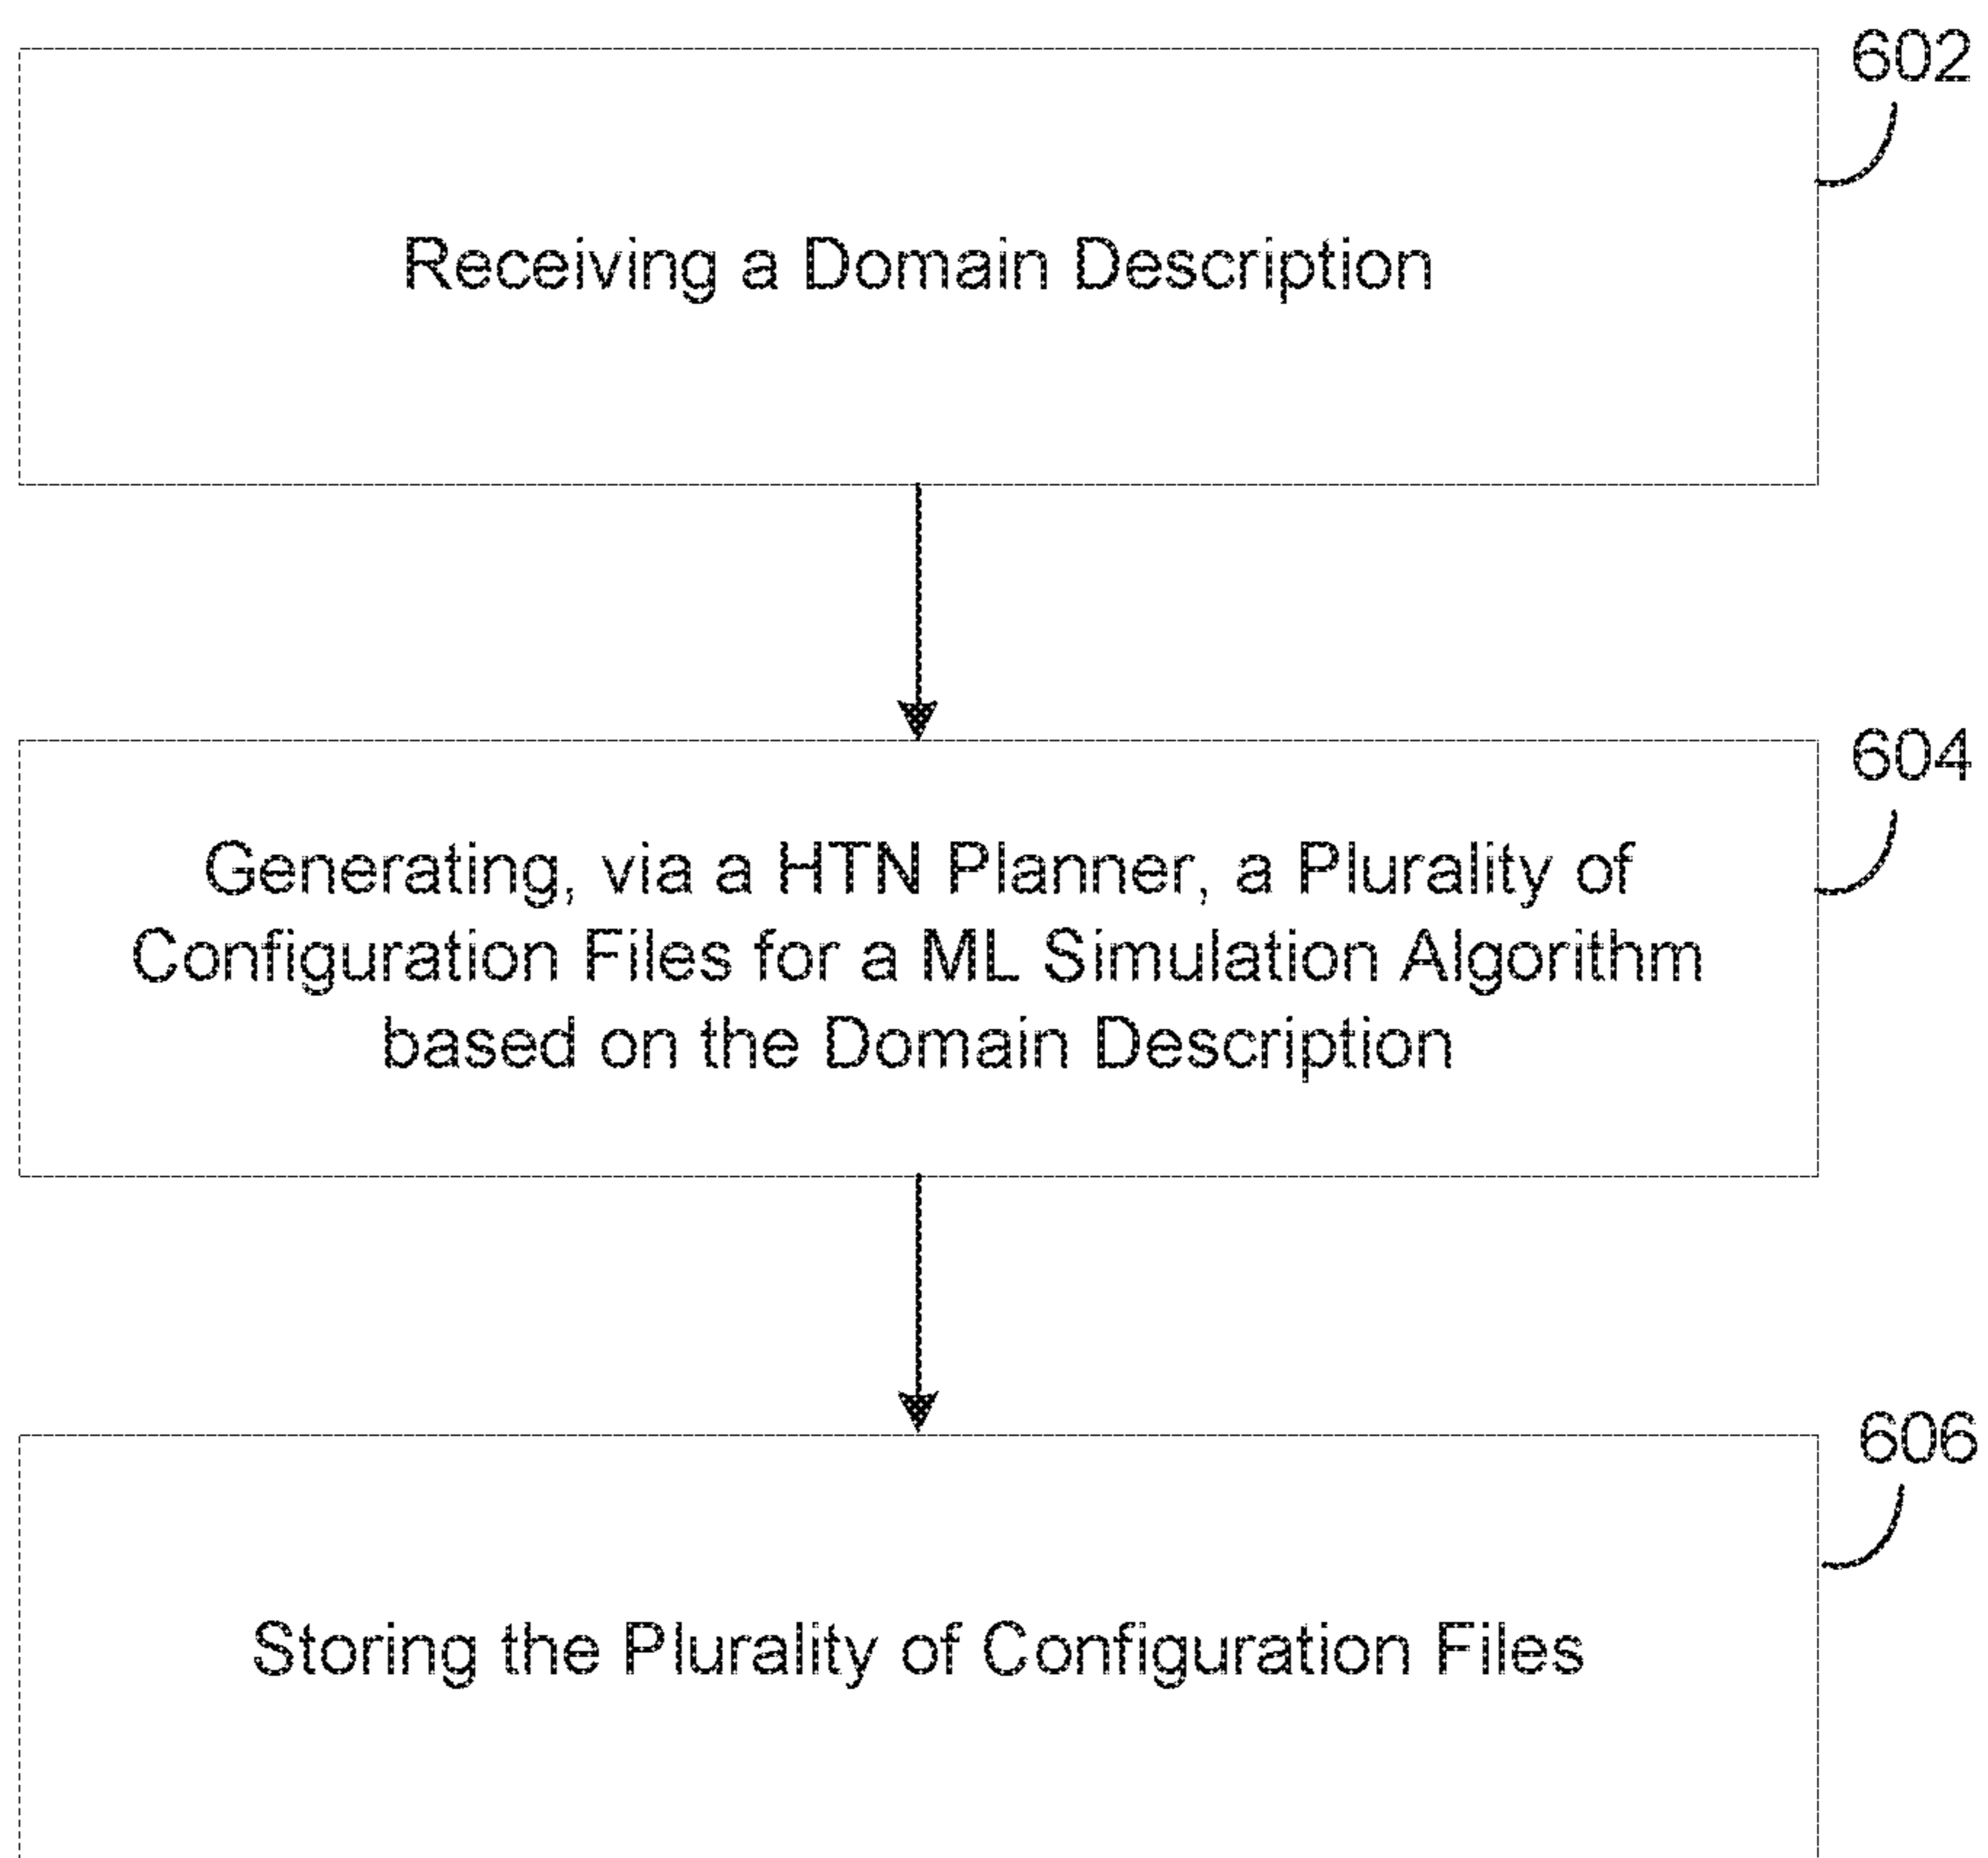 602
Receiving a Domain Description
604
Generating, via a HTN Planner, a Plurality of
Configuration Files for a ML Simulation Algorithm
based on the Domain Description
606
Storing the Plurality of Configuration Files